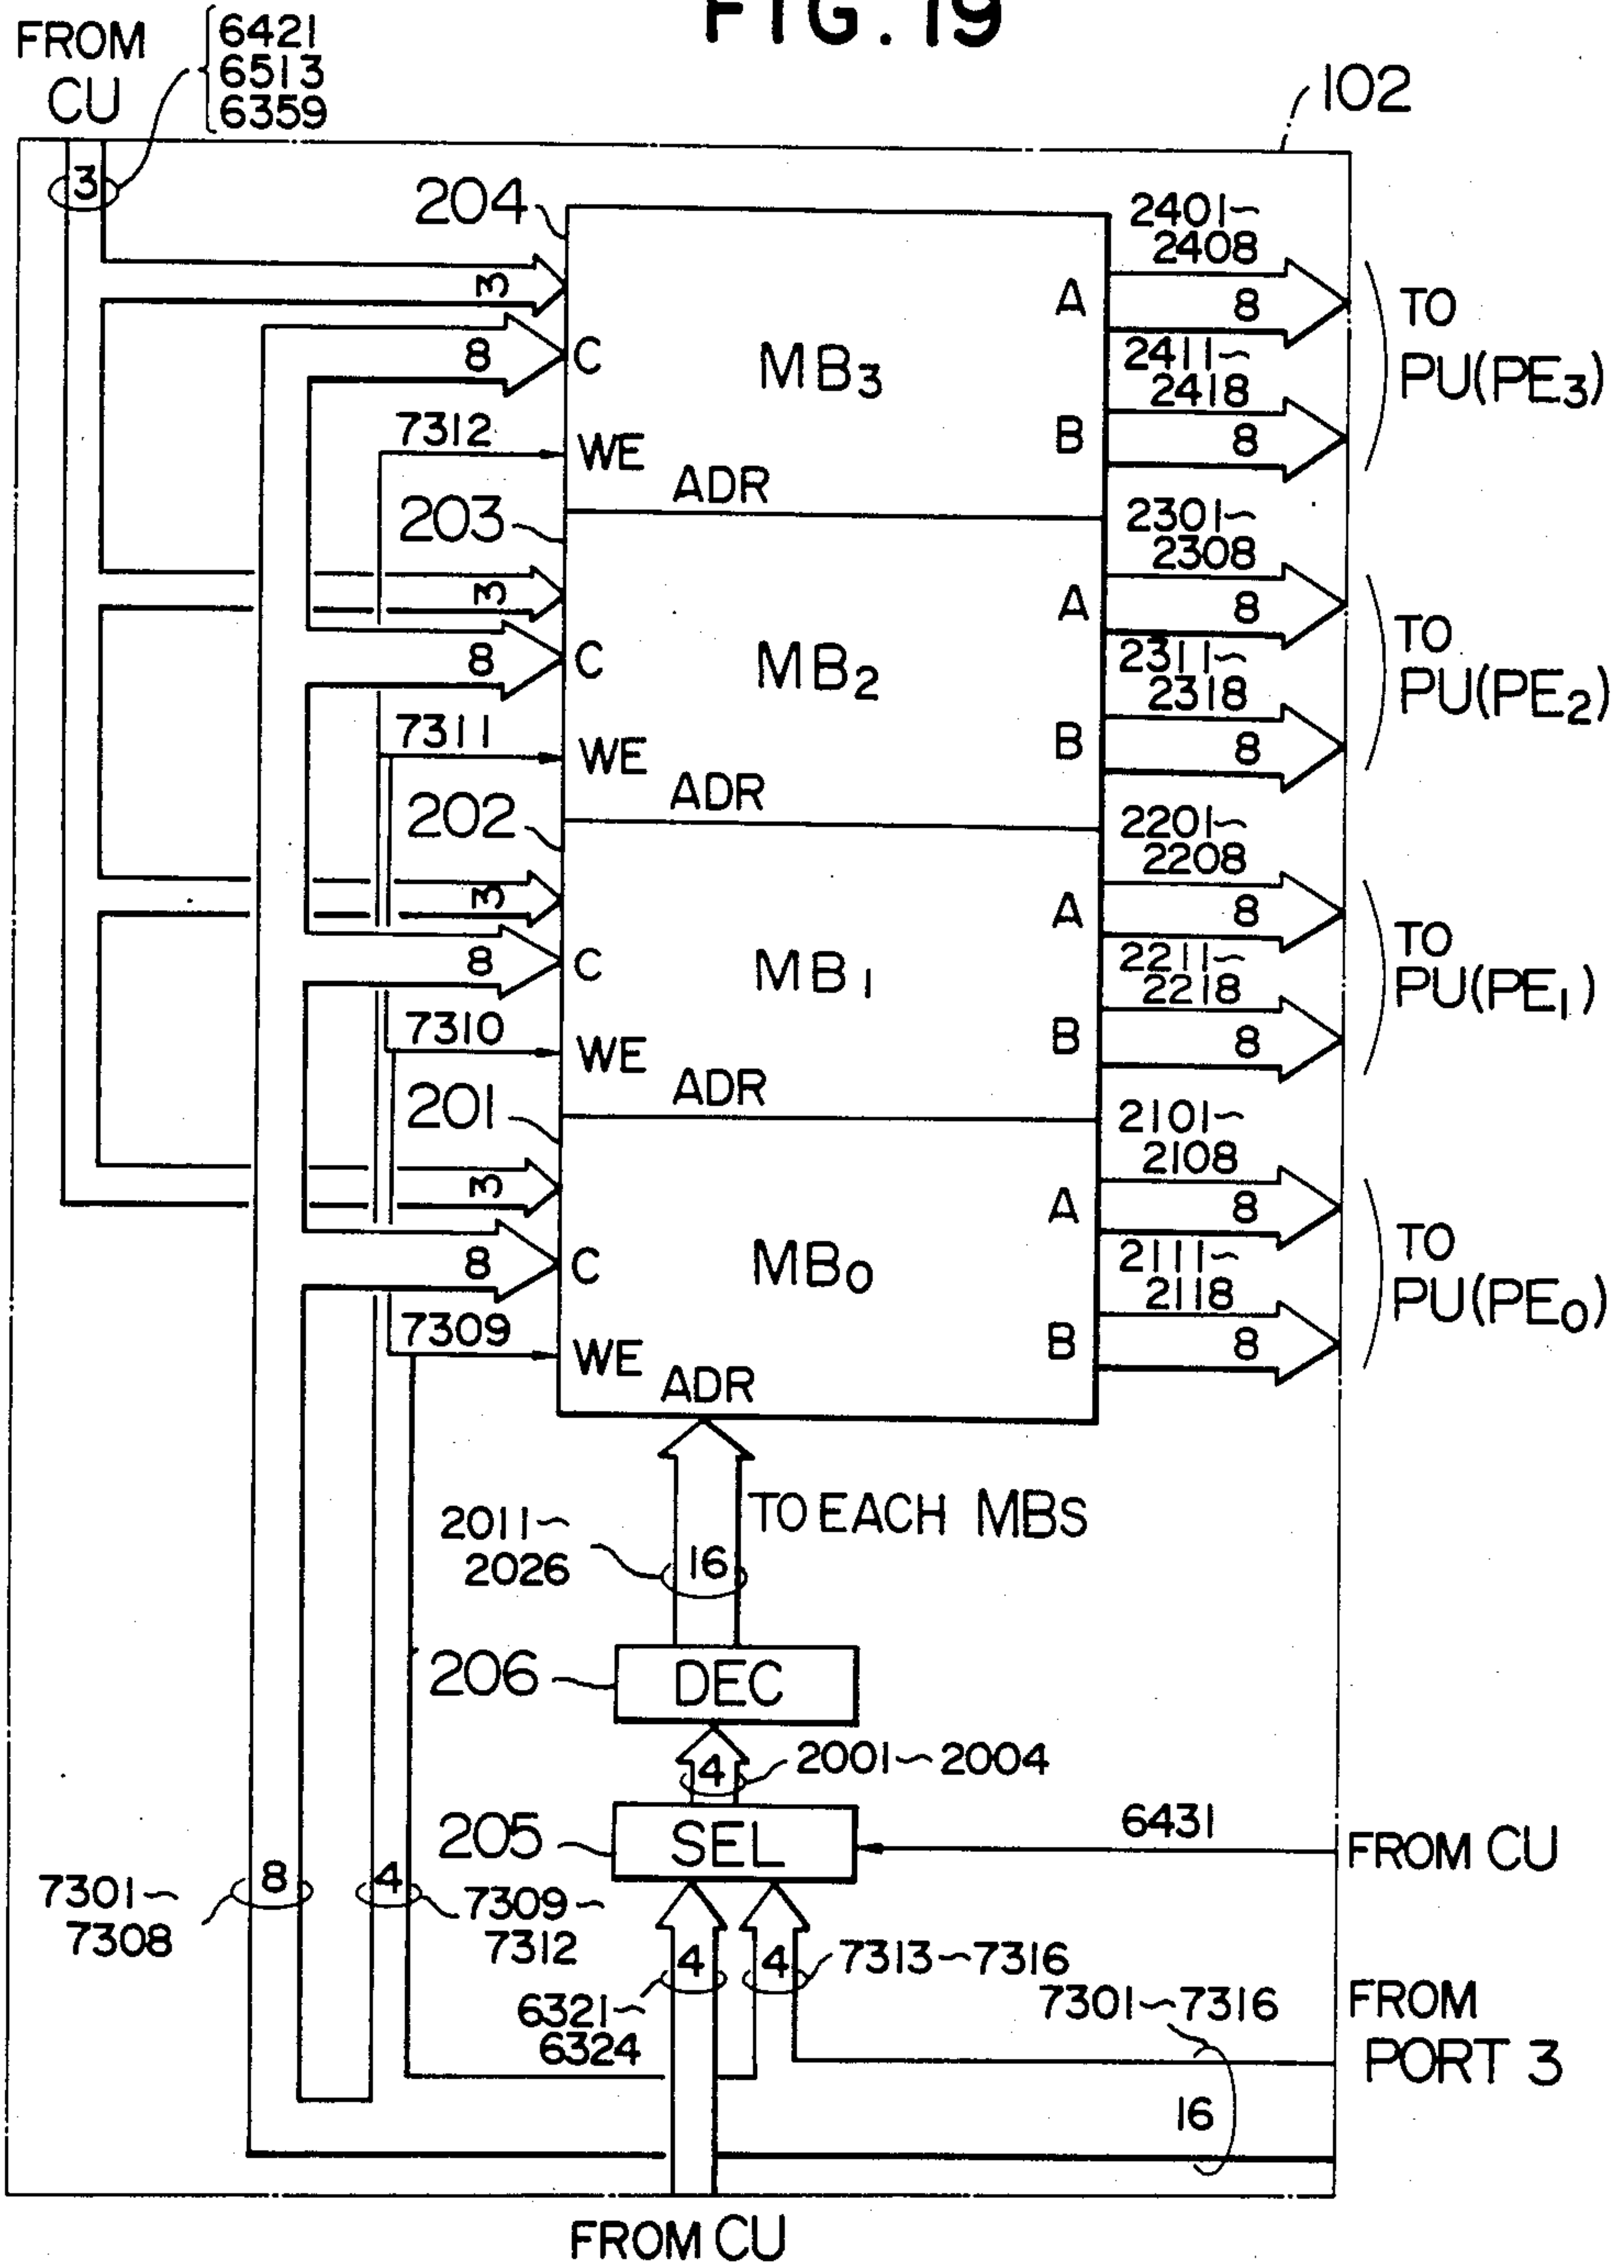 FIG. 19
FROM
CU
6421
6513
6359
102
3
204
3
8
C
MB3
A
B
7312
WE
ADR
2401~
2408
8
2411~
2418
8
TO
PU(PE3)
203
3
8
C
MB2
A
B
7311
WE
ADR
2301~
2308
8
2311~
2318
8
TO
PU(PE2)
202
3
8
C
MB1
A
B
7310
WE
ADR
2201~
2208
8
2211~
2218
8
TO
PU(PE1)
201
3
8
C
MB0
A
B
7309
WE
ADR
2101~
2108
8
2111~
2118
8
TO
PU(PE0)
2011~
2026
16
TO EACH MBS
206
DEC
4
2001~2004
205
SEL
6431
FROM CU
7301~
7308
8
4
7309~
7312
4
4
7313~7316
6321~
6324
7301~7316
16
FROM
PORT 3
FROM CU